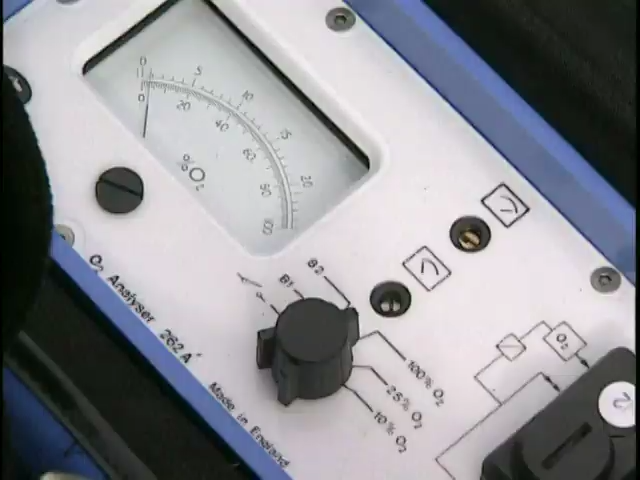 0 5 10 15 20
0 20 40 60 80 100
%O₂
O₂ Analyser 262A
Made in England
B1
B2
100% O₂
25% O₂
10% O₂
O₂